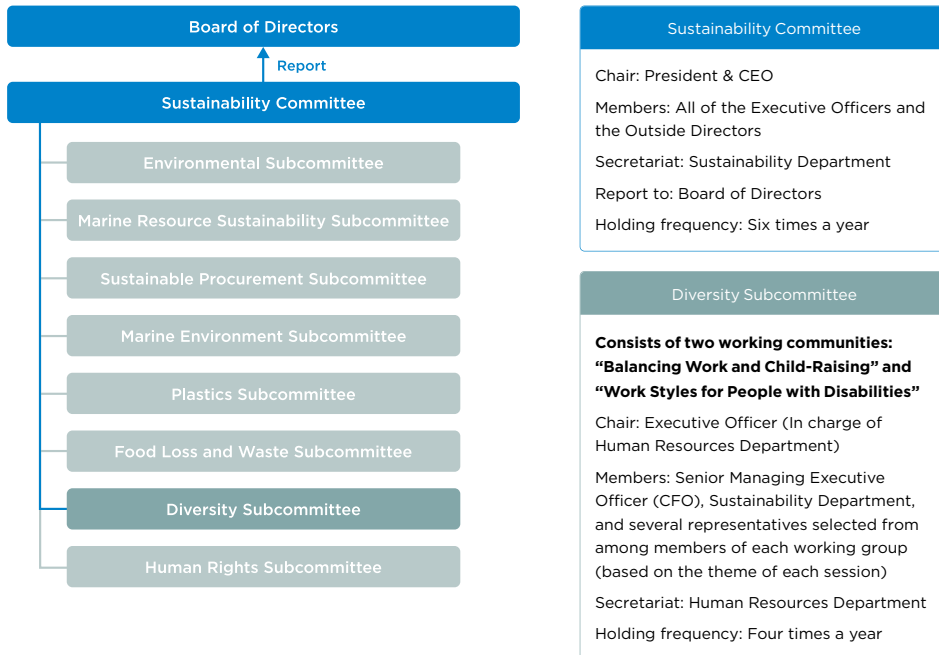 Board of Directors
Report
Sustainability Committee
Environmental Subcommittee
Marine Resource Sustainability Subcommittee
Sustainable Procurement Subcommittee
Marine Environment Subcommittee
Plastics Subcommittee
Food Loss and Waste Subcommittee
Diversity Subcommittee
Human Rights Subcommittee
Sustainability Committee
Chair: President & CEO
Members: All of the Executive Officers and
the Outside Directors
Secretariat: Sustainability Department
Report to: Board of Directors
Holding frequency: Six times a year
Diversity Subcommittee
Consists of two working communities:
“Balancing Work and Child-Raising” and
“Work Styles for People with Disabilities”
Chair: Executive Officer (In charge of
Human Resources Department)
Members: Senior Managing Executive
Officer (CFO), Sustainability Department,
and several representatives selected from
among members of each working group
(based on the theme of each session)
Secretariat: Human Resources Department
Holding frequency: Four times a year